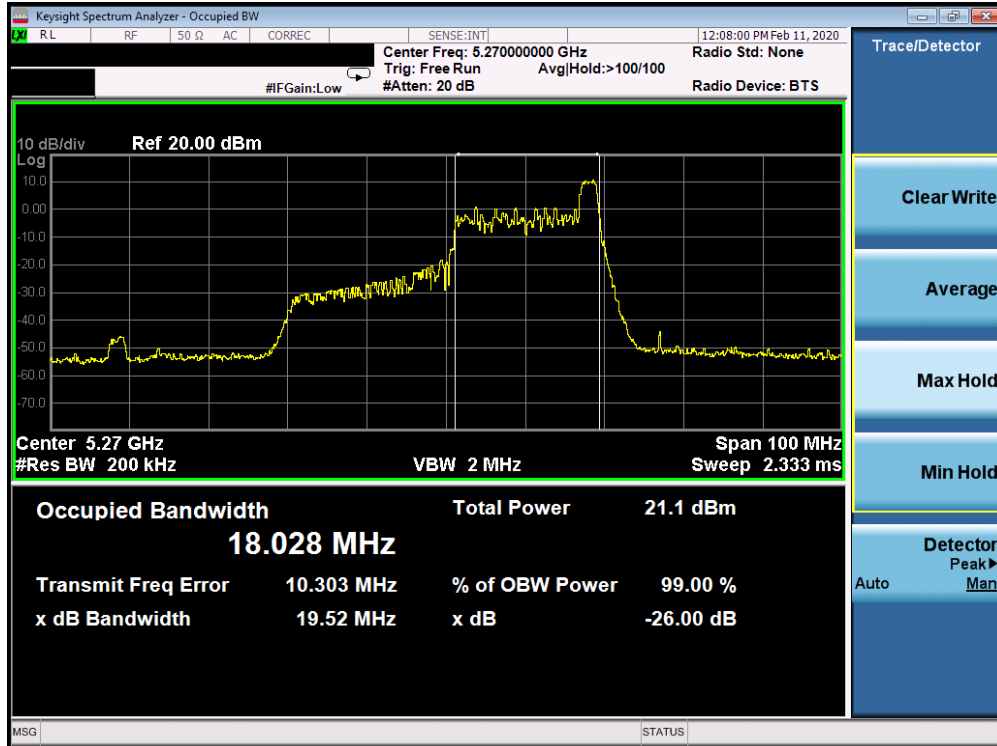 Keysight Spectrum Analyzer - Occupied BW
LXI RL RF 50 Ω AC CORREC SENSE:INT 12:08:00 PM Feb 11, 2020
Center Freq: 5.270000000 GHz Radio Std: None
Trig: Free Run Avg|Hold:>100/100
#IFGain:Low #Atten: 20 dB Radio Device: BTS
10 dB/div Ref 20.00 dBm
Log
10.0
0.00
-10.0
-20.0
-30.0
-40.0
-50.0
-60.0
-70.0
Center 5.27 GHz Span 100 MHz
#Res BW 200 kHz VBW 2 MHz Sweep 2.333 ms
Occupied Bandwidth Total Power 21.1 dBm
18.028 MHz
Transmit Freq Error 10.303 MHz % of OBW Power 99.00 %
x dB Bandwidth 19.52 MHz x dB -26.00 dB
MSG STATUS
Trace/Detector
Clear Write
Average
Max Hold
Min Hold
Detector
Peak▶
Auto Man